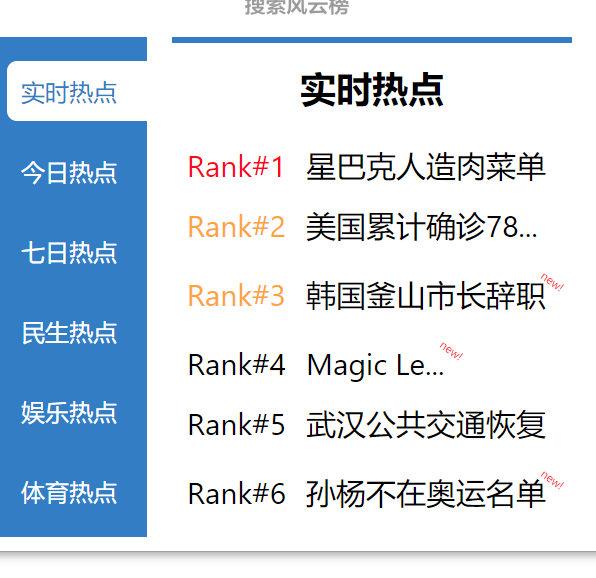 搜索风云榜
实时热点
今日热点
七日热点
民生热点
娱乐热点
体育热点
实时热点
Rank#1 星巴克人造肉菜单
Rank#2 美国累计确诊78...
Rank#3 韩国釜山市长辞职 new!
Rank#4 Magic Le... new!
Rank#5 武汉公共交通恢复
Rank#6 孙杨不在奥运名单 new!